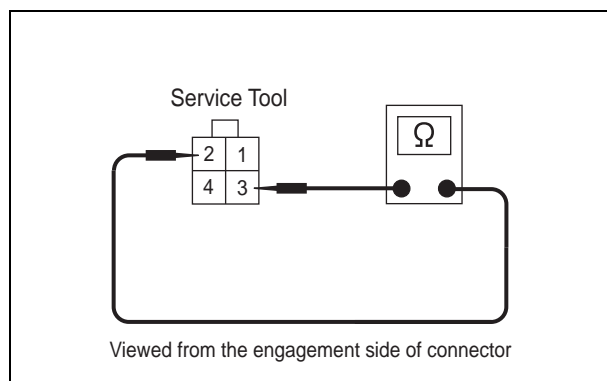 Service Tool
Ω
2 1
4 3
Viewed from the engagement side of connector